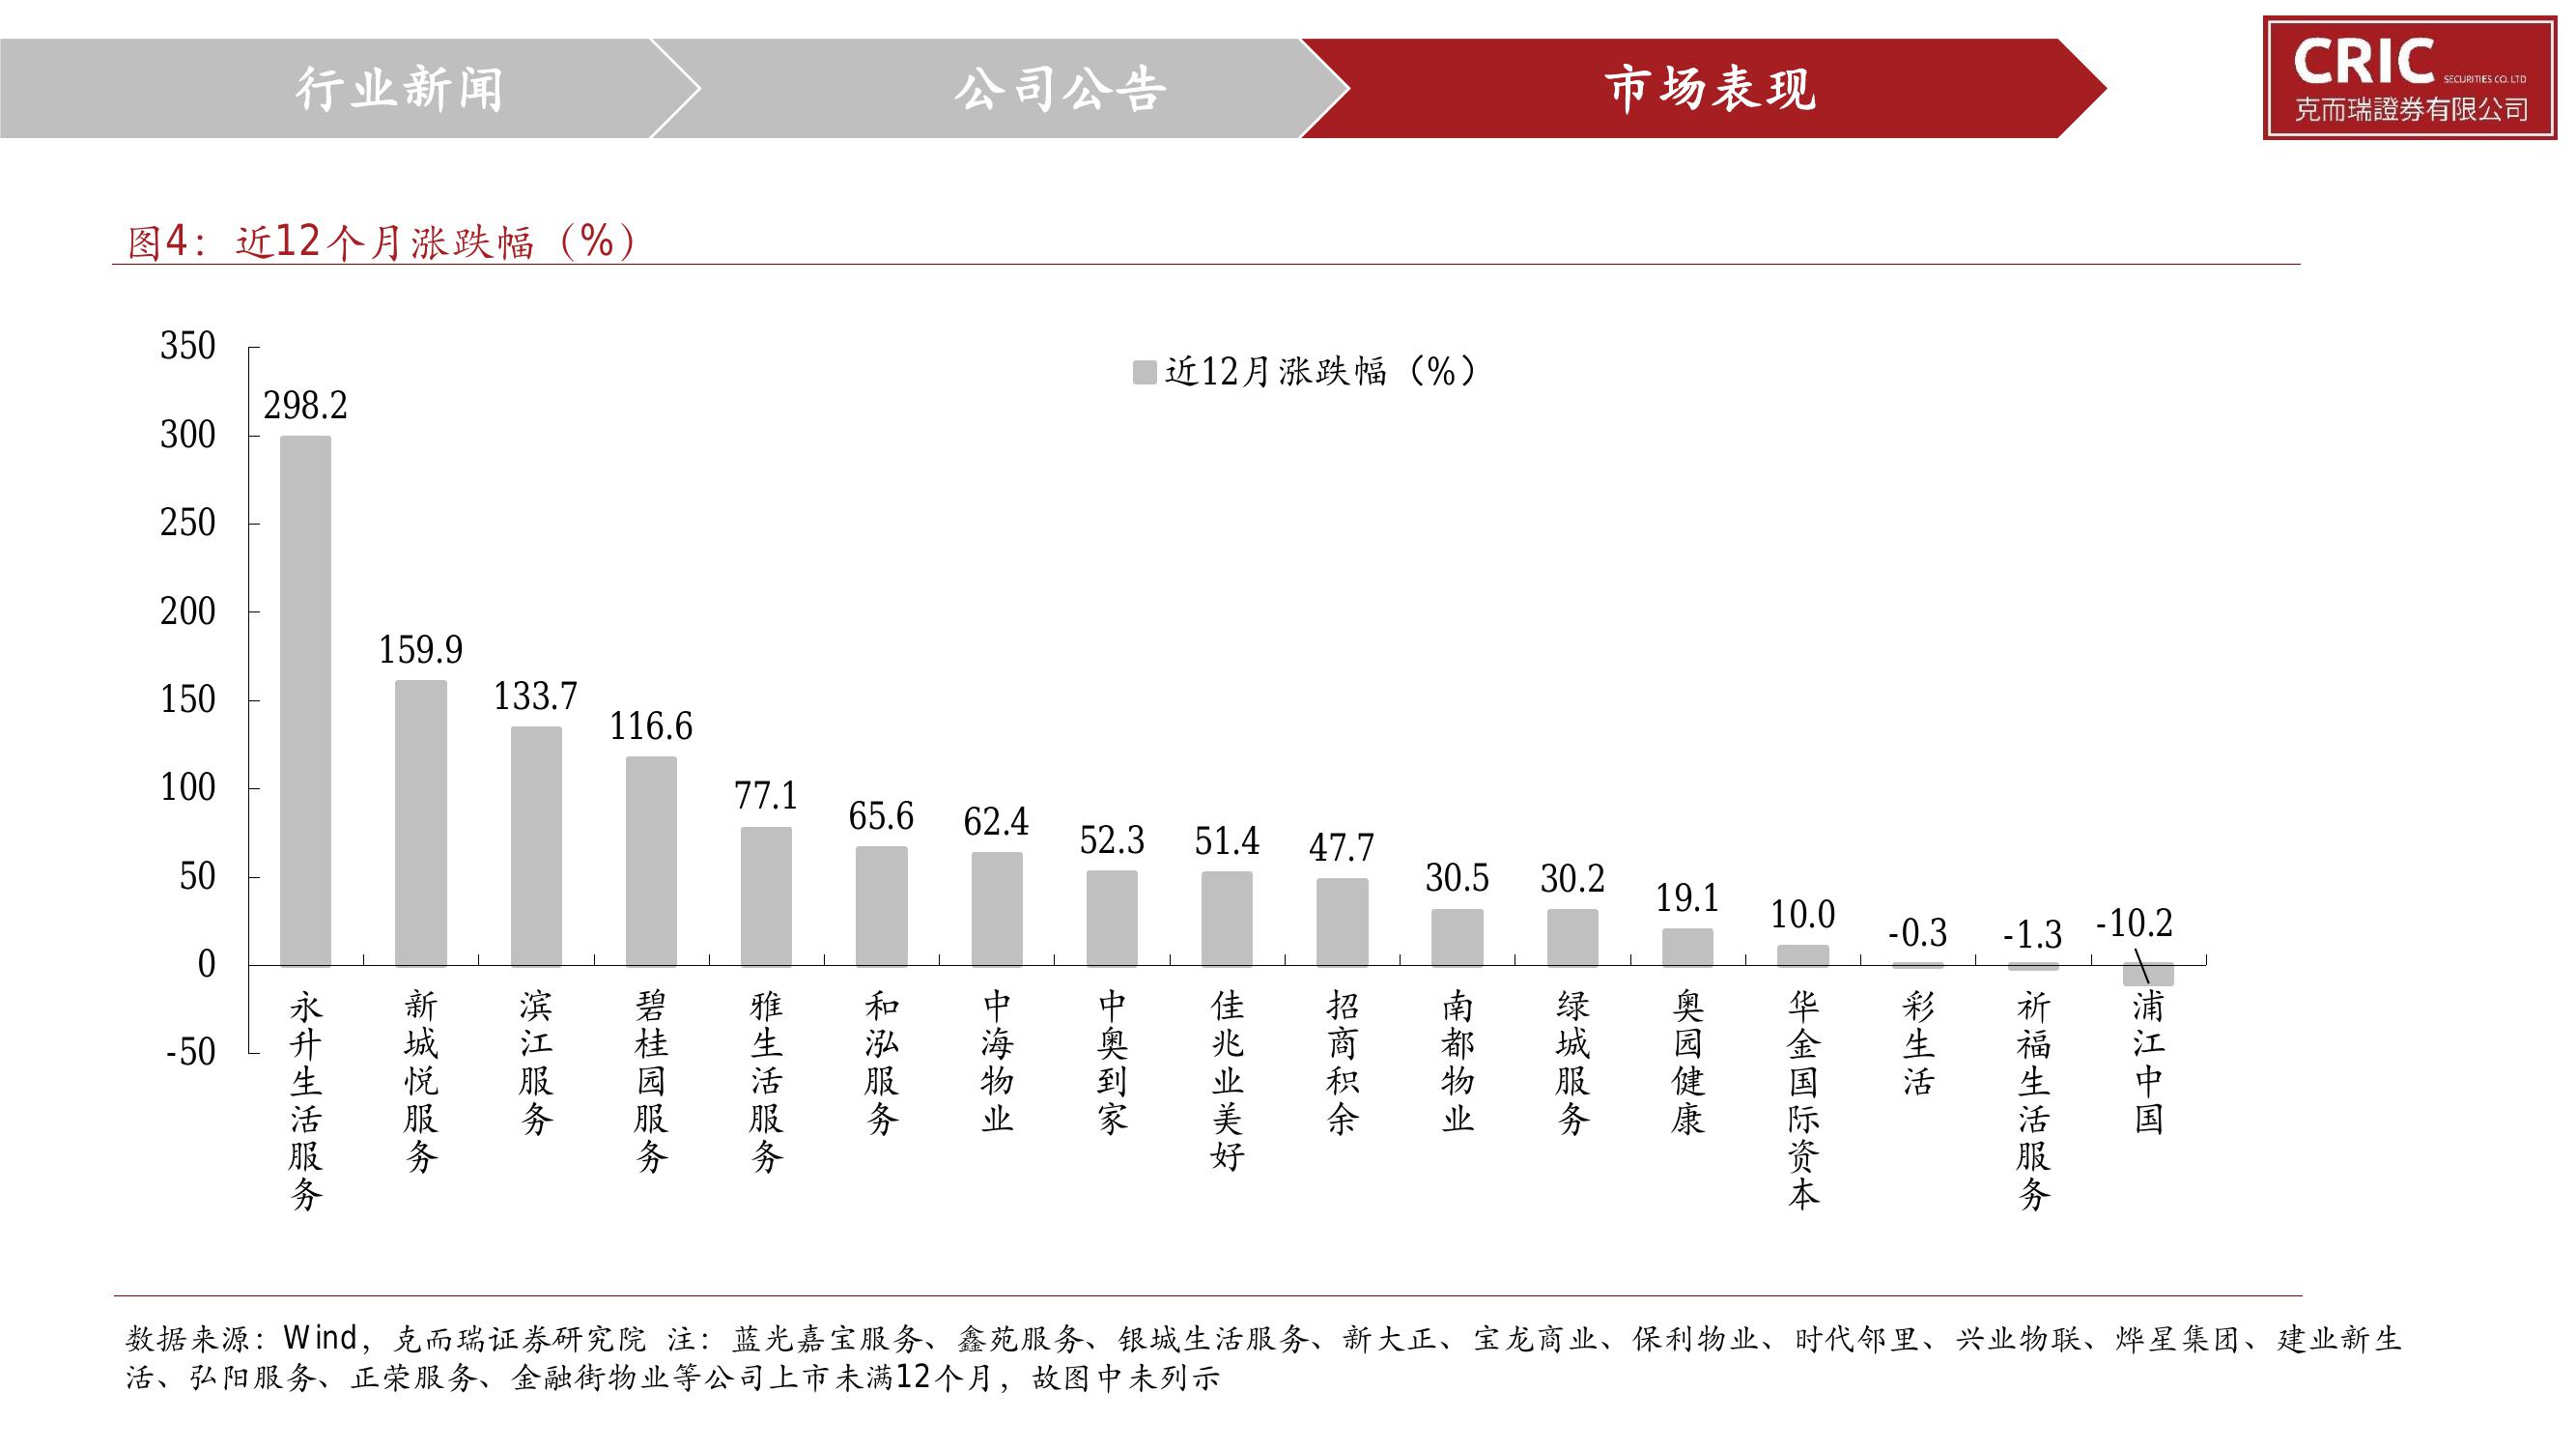 行业新闻
公司公告
市场表现
CRIC SECURITIES CO. LTD
克而瑞證券有限公司
图4：近12个月涨跌幅（%）
近12月涨跌幅（%）
350
300
250
200
150
100
50
0
-50
298.2
159.9
133.7
116.6
77.1
65.6
62.4
52.3
51.4
47.7
30.5
30.2
19.1
10.0
-0.3
-1.3
-10.2
永升生活服务
新城悦服务
滨江服务
碧桂园服务
雅生活服务
和泓服务
中海物业
中奥到家
佳兆业美好
招商积余
南都物业
绿城服务
奥园健康
华金国际资本
彩生活
祈福生活服务
浦江中国
数据来源：Wind，克而瑞证券研究院 注：蓝光嘉宝服务、鑫苑服务、银城生活服务、新大正、宝龙商业、保利物业、时代邻里、兴业物联、烨星集团、建业新生
活、弘阳服务、正荣服务、金融街物业等公司上市未满12个月，故图中未列示